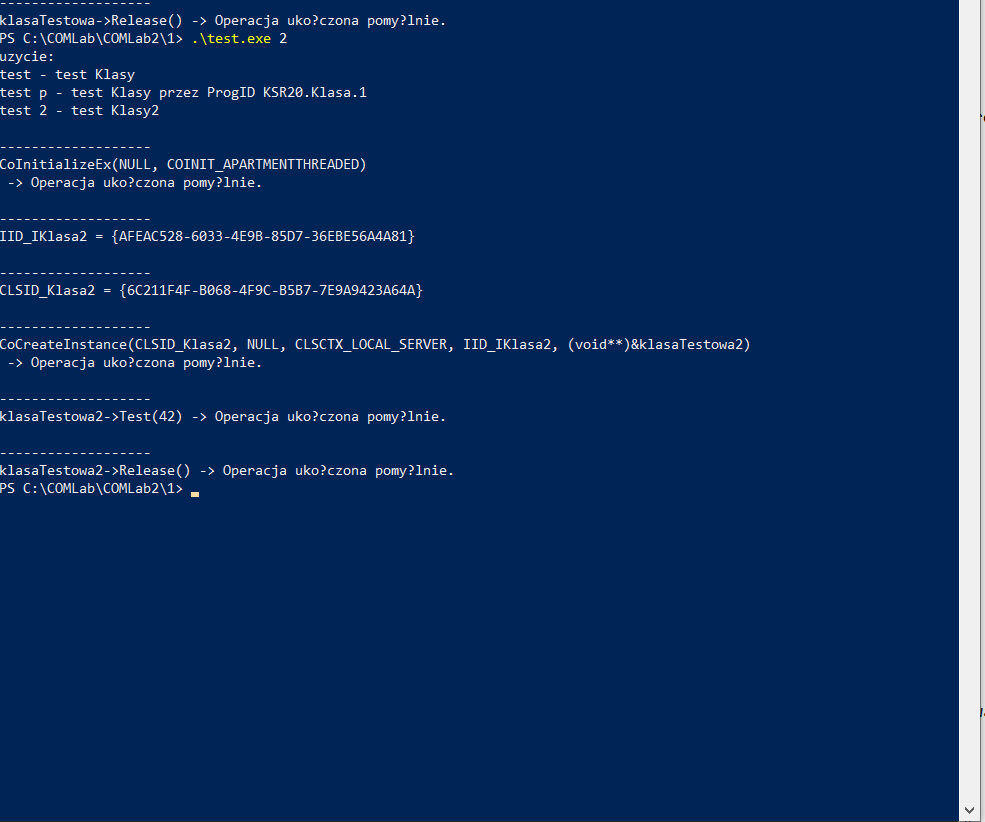 -------------------
klasaTestowa->Release() -> Operacja uko?czona pomy?lnie.
PS C:\COMLab\COMLab2\1> .\test.exe 2
uzycie:
test - test Klasy
test p - test Klasy przez ProgID KSR20.Klasa.1
test 2 - test Klasy2
-------------------
CoInitializeEx(NULL, COINIT_APARTMENTTHREADED)
 -> Operacja uko?czona pomy?lnie.
-------------------
IID_IKlasa2 = {AFEAC528-6033-4E9B-85D7-36EBE56A4A81}
-------------------
CLSID_Klasa2 = {6C211F4F-B068-4F9C-B5B7-7E9A9423A64A}
-------------------
CoCreateInstance(CLSID_Klasa2, NULL, CLSCTX_LOCAL_SERVER, IID_IKlasa2, (void**)&klasaTestowa2)
 -> Operacja uko?czona pomy?lnie.
-------------------
klasaTestowa2->Test(42) -> Operacja uko?czona pomy?lnie.
-------------------
klasaTestowa2->Release() -> Operacja uko?czona pomy?lnie.
PS C:\COMLab\COMLab2\1>